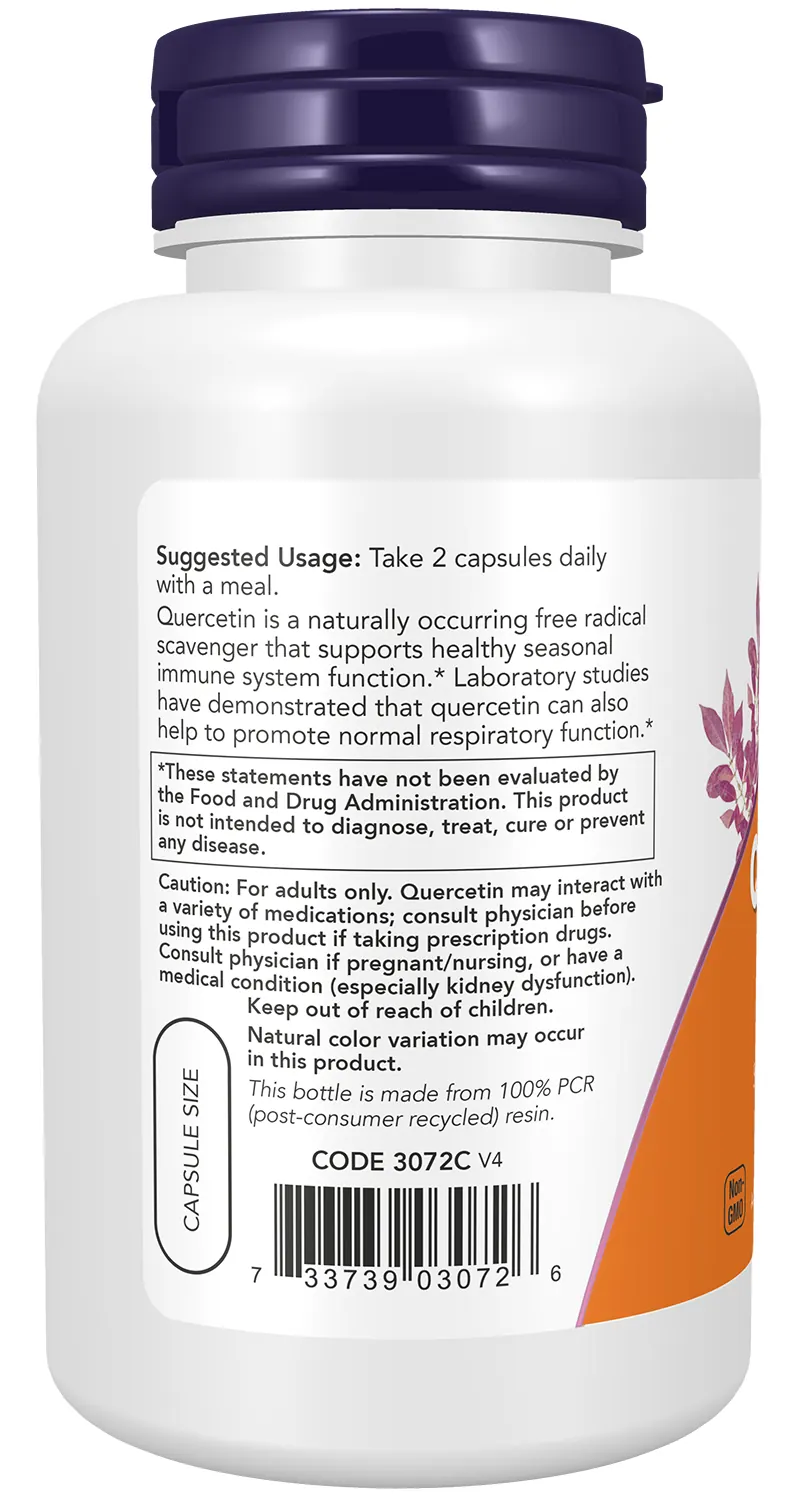 Suggested Usage: Take 2 capsules daily
with a meal.
Quercetin is a naturally occurring free radical
scavenger that supports healthy seasonal
immune system function.* Laboratory studies
have demonstrated that quercetin can also
help to promote normal respiratory function.*
*These statements have not been evaluated by
the Food and Drug Administration. This product
is not intended to diagnose, treat, cure or prevent
any disease.
Caution: For adults only. Quercetin may interact with
a variety of medications; consult physician before
using this product if taking prescription drugs.
Consult physician if pregnant/nursing, or have a
medical condition (especially kidney dysfunction).
Keep out of reach of children.
Natural color variation may occur
in this product.
This bottle is made from 100% PCR
(post-consumer recycled) resin.
CAPSULE SIZE
CODE 3072C V4
7 33739 03072 6
Non-
GMO